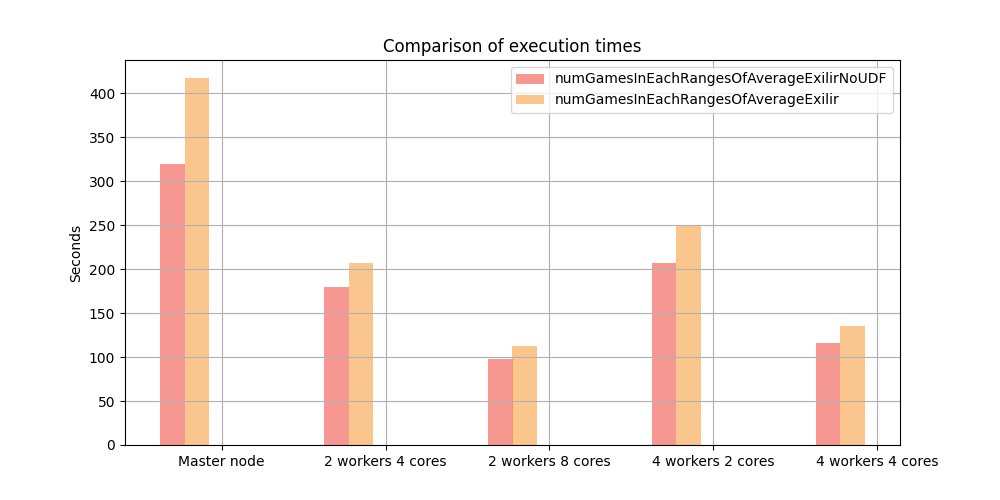 Comparison of execution times
numGamesInEachRangesOfAverageExilirNoUDF
numGamesInEachRangesOfAverageExilir
Seconds
400
350
300
250
200
150
100
50
0
Master node
2 workers 4 cores
2 workers 8 cores
4 workers 2 cores
4 workers 4 cores